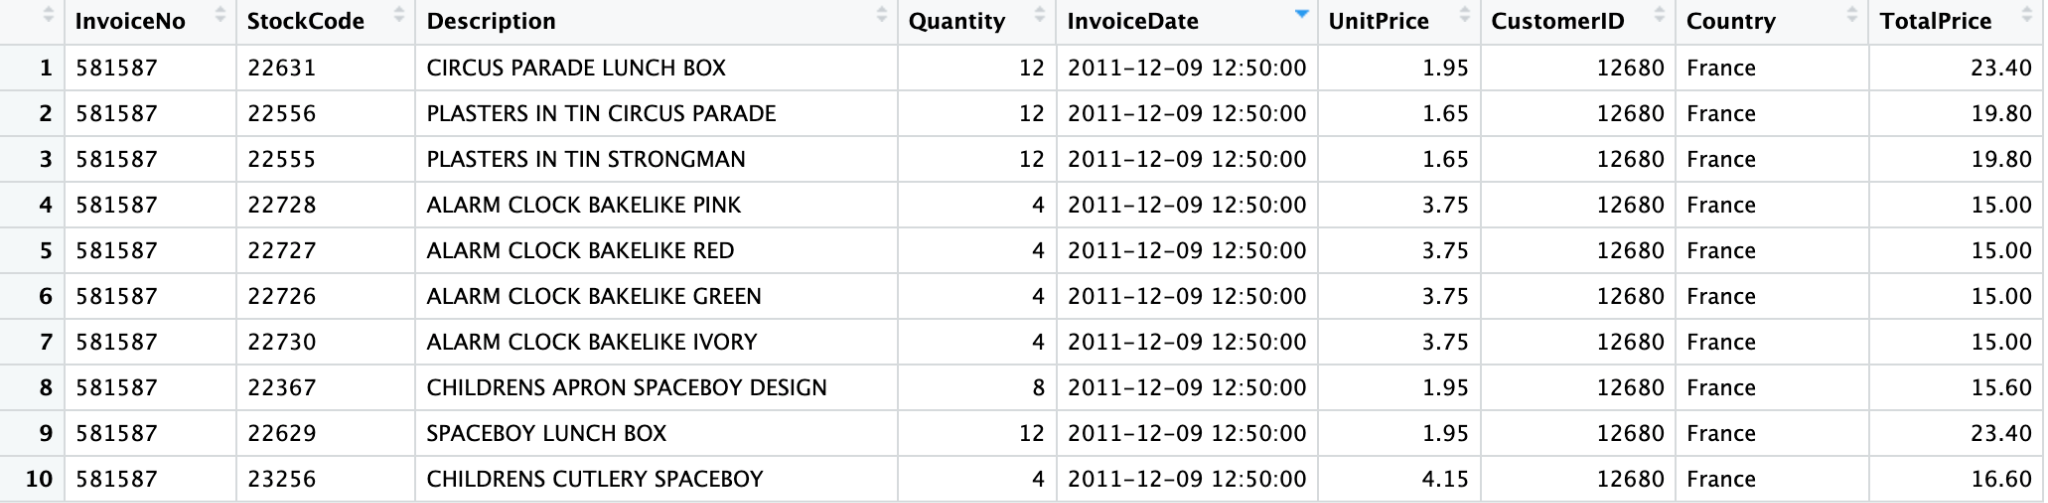 InvoiceNo StockCode Description Quantity InvoiceDate UnitPrice CustomerID Country TotalPrice
1 581587 22631 CIRCUS PARADE LUNCH BOX 12 2011-12-09 12:50:00 1.95 12680 France 23.40
2 581587 22556 PLASTERS IN TIN CIRCUS PARADE 12 2011-12-09 12:50:00 1.65 12680 France 19.80
3 581587 22555 PLASTERS IN TIN STRONGMAN 12 2011-12-09 12:50:00 1.65 12680 France 19.80
4 581587 22728 ALARM CLOCK BAKELIKE PINK 4 2011-12-09 12:50:00 3.75 12680 France 15.00
5 581587 22727 ALARM CLOCK BAKELIKE RED 4 2011-12-09 12:50:00 3.75 12680 France 15.00
6 581587 22726 ALARM CLOCK BAKELIKE GREEN 4 2011-12-09 12:50:00 3.75 12680 France 15.00
7 581587 22730 ALARM CLOCK BAKELIKE IVORY 4 2011-12-09 12:50:00 3.75 12680 France 15.00
8 581587 22367 CHILDRENS APRON SPACEBOY DESIGN 8 2011-12-09 12:50:00 1.95 12680 France 15.60
9 581587 22629 SPACEBOY LUNCH BOX 12 2011-12-09 12:50:00 1.95 12680 France 23.40
10 581587 23256 CHILDRENS CUTLERY SPACEBOY 4 2011-12-09 12:50:00 4.15 12680 France 16.60